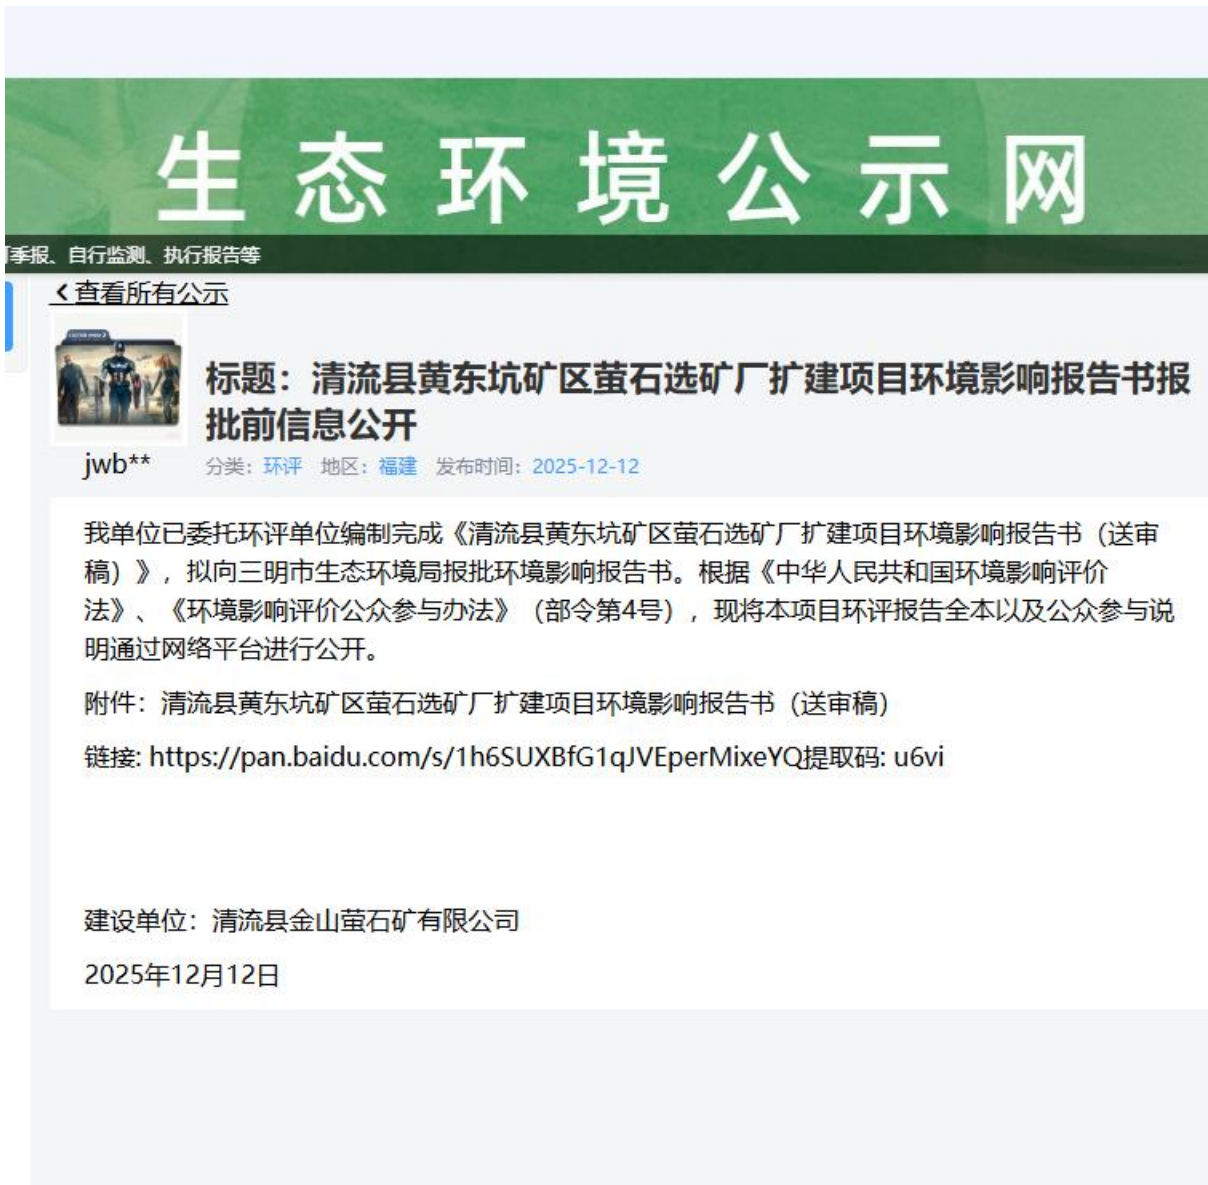 生态环境公示网
季报、自行监测、执行报告等
查看所有公示
标题：清流县黄东坑矿区萤石选矿厂扩建项目环境影响报告书报
批前信息公开
jwb**
分类：环评 地区：福建 发布时间：2025-12-12
我单位已委托环评单位编制完成《清流县黄东坑矿区萤石选矿厂扩建项目环境影响报告书（送审
稿）》，拟向三明市生态环境局报批环境影响报告书。根据《中华人民共和国环境影响评价
法》、《环境影响评价公众参与办法》（部令第4号），现将本项目环评报告全本以及公众参与说
明通过网络平台进行公开。
附件：清流县黄东坑矿区萤石选矿厂扩建项目环境影响报告书（送审稿）
链接: https://pan.baidu.com/s/1h6SUXBfG1qJVEperMixeYQ提取码: u6vi
建设单位：清流县金山萤石矿有限公司
2025年12月12日